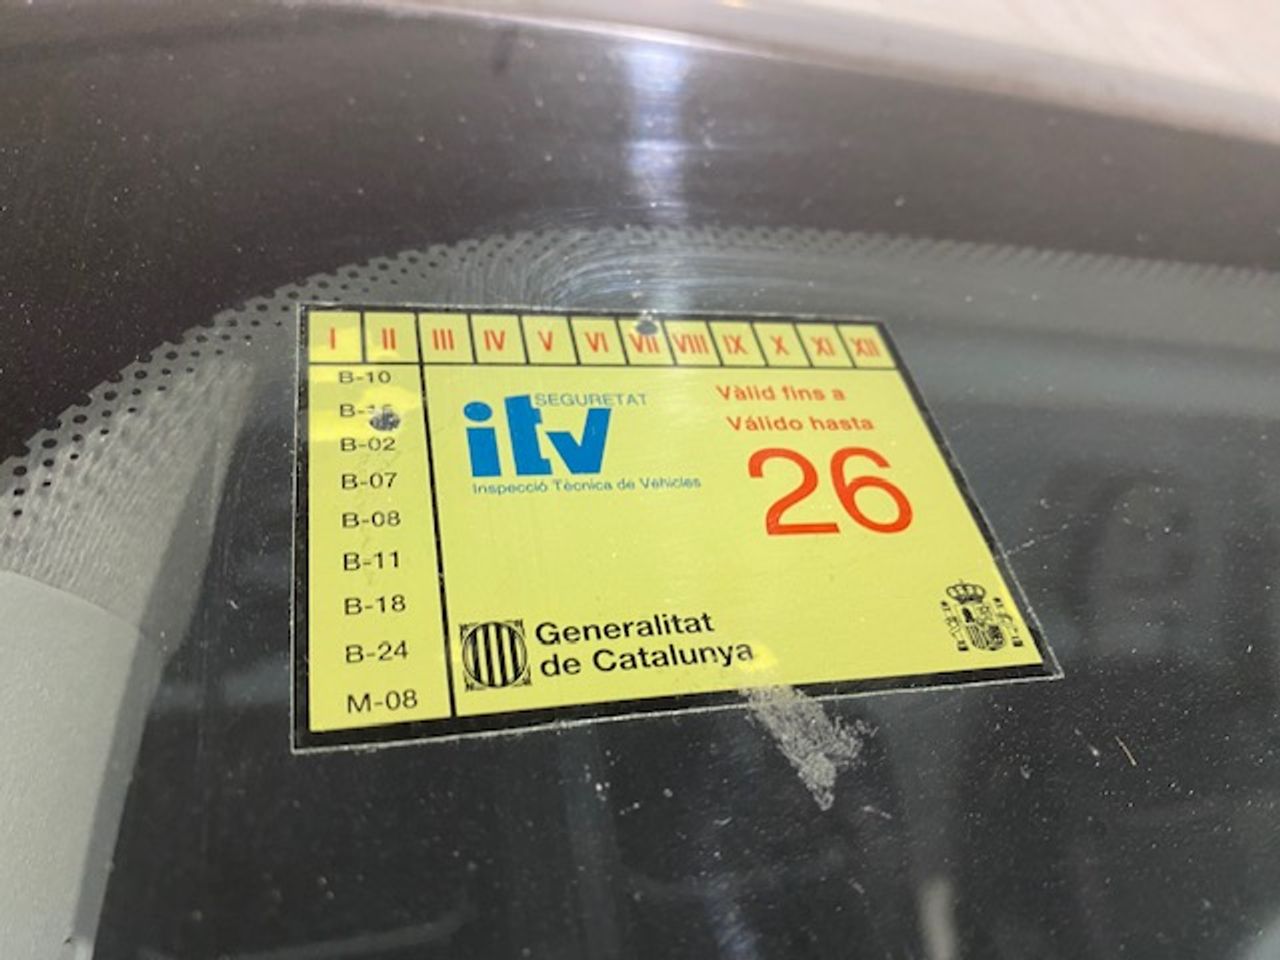 I II III IV V VI VII VIII IX X XI XII
B-10
B-02
B-07
B-08
B-11
B-18
B-24
M-08
SEGURETAT
itv
Inspecció Tècnica de Vehicles
Vàlid fins a
Válido hasta
26
Generalitat
de Catalunya